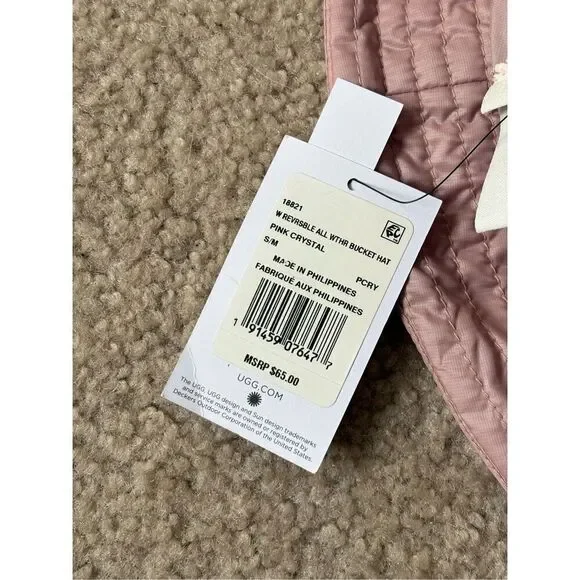 18821
W REVRSBLE ALL WTHR BUCKET HAT
PINK CRYSTAL
S/M PCRY
MADE IN PHILIPPINES
FABRIQUÉ AUX PHILIPPINES
1 91459 07647 7
MSRP $65.00
UGG.COM
The UGG, UGG design and Sun design trademarks
and service marks are owned or registered by
Deckers Outdoor Corporation of the United States.